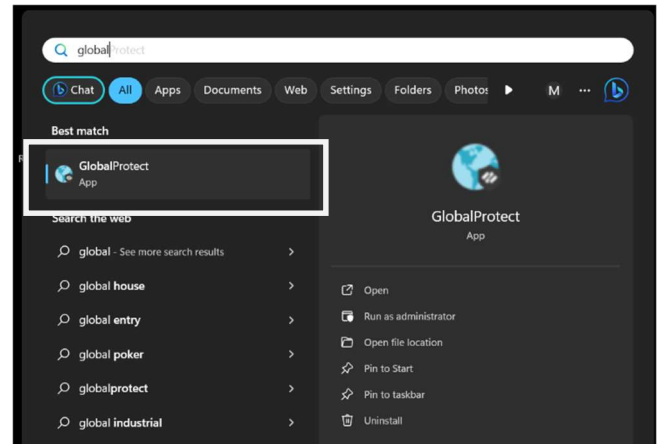 globalProtect
Chat All Apps Documents Web Settings Folders Photos M ...
Best match
GlobalProtect
App
Search the web
global - See more search results
global house
global entry
global poker
globalprotect
global industrial
GlobalProtect
App
Open
Run as administrator
Open file location
Pin to Start
Pin to taskbar
Uninstall